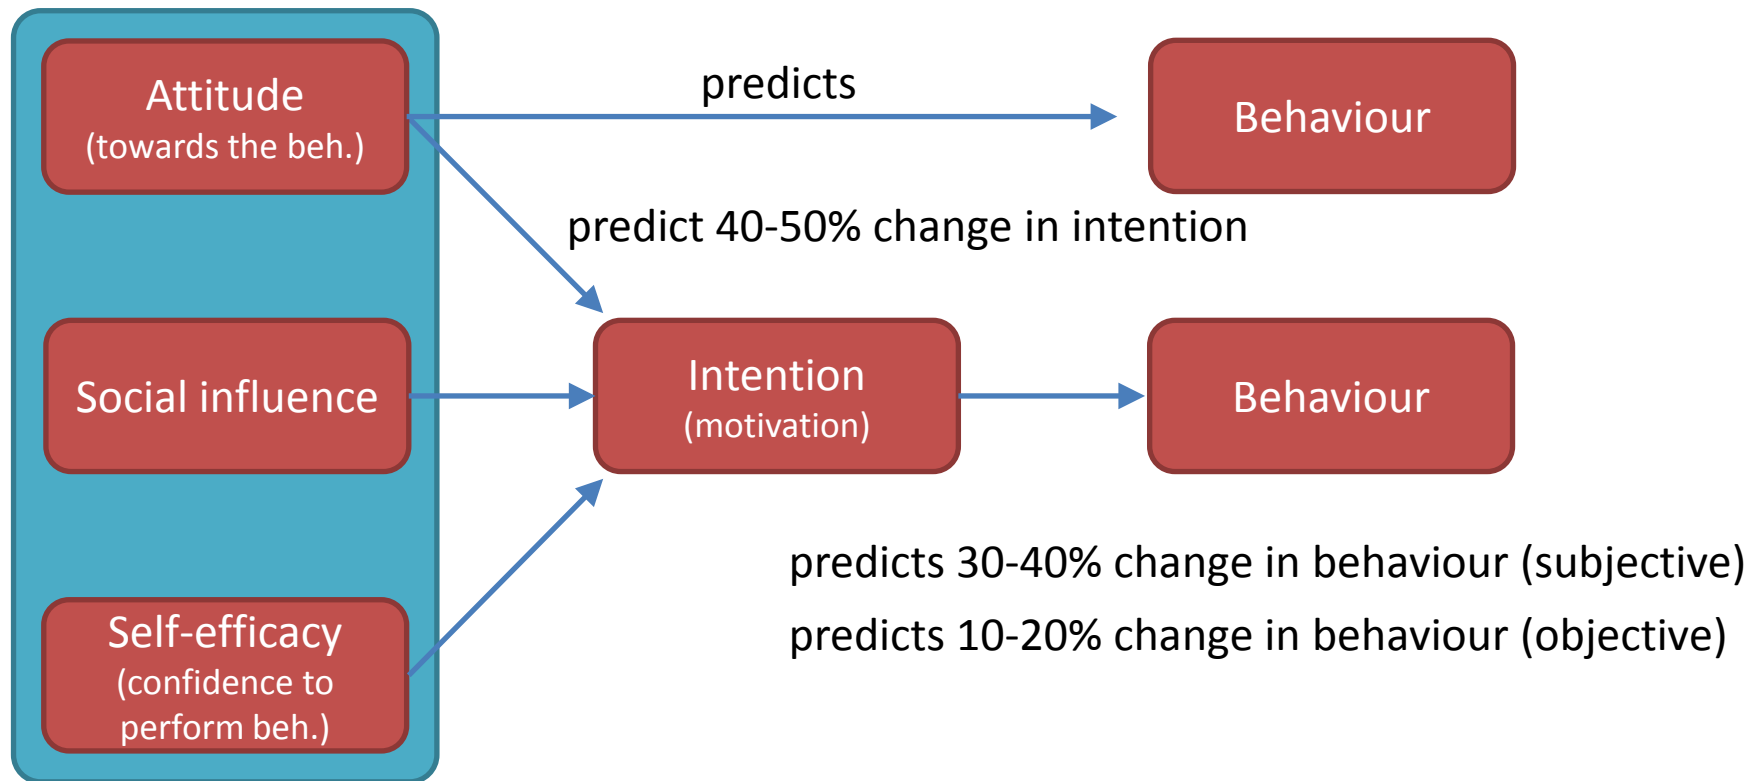 Attitude
(towards the beh.)
predicts
Behaviour
predict 40-50% change in intention
Social influence
Intention
(motivation)
Behaviour
predicts 30-40% change in behaviour (subjective)
predicts 10-20% change in behaviour (objective)
Self-efficacy
(confidence to
perform beh.)